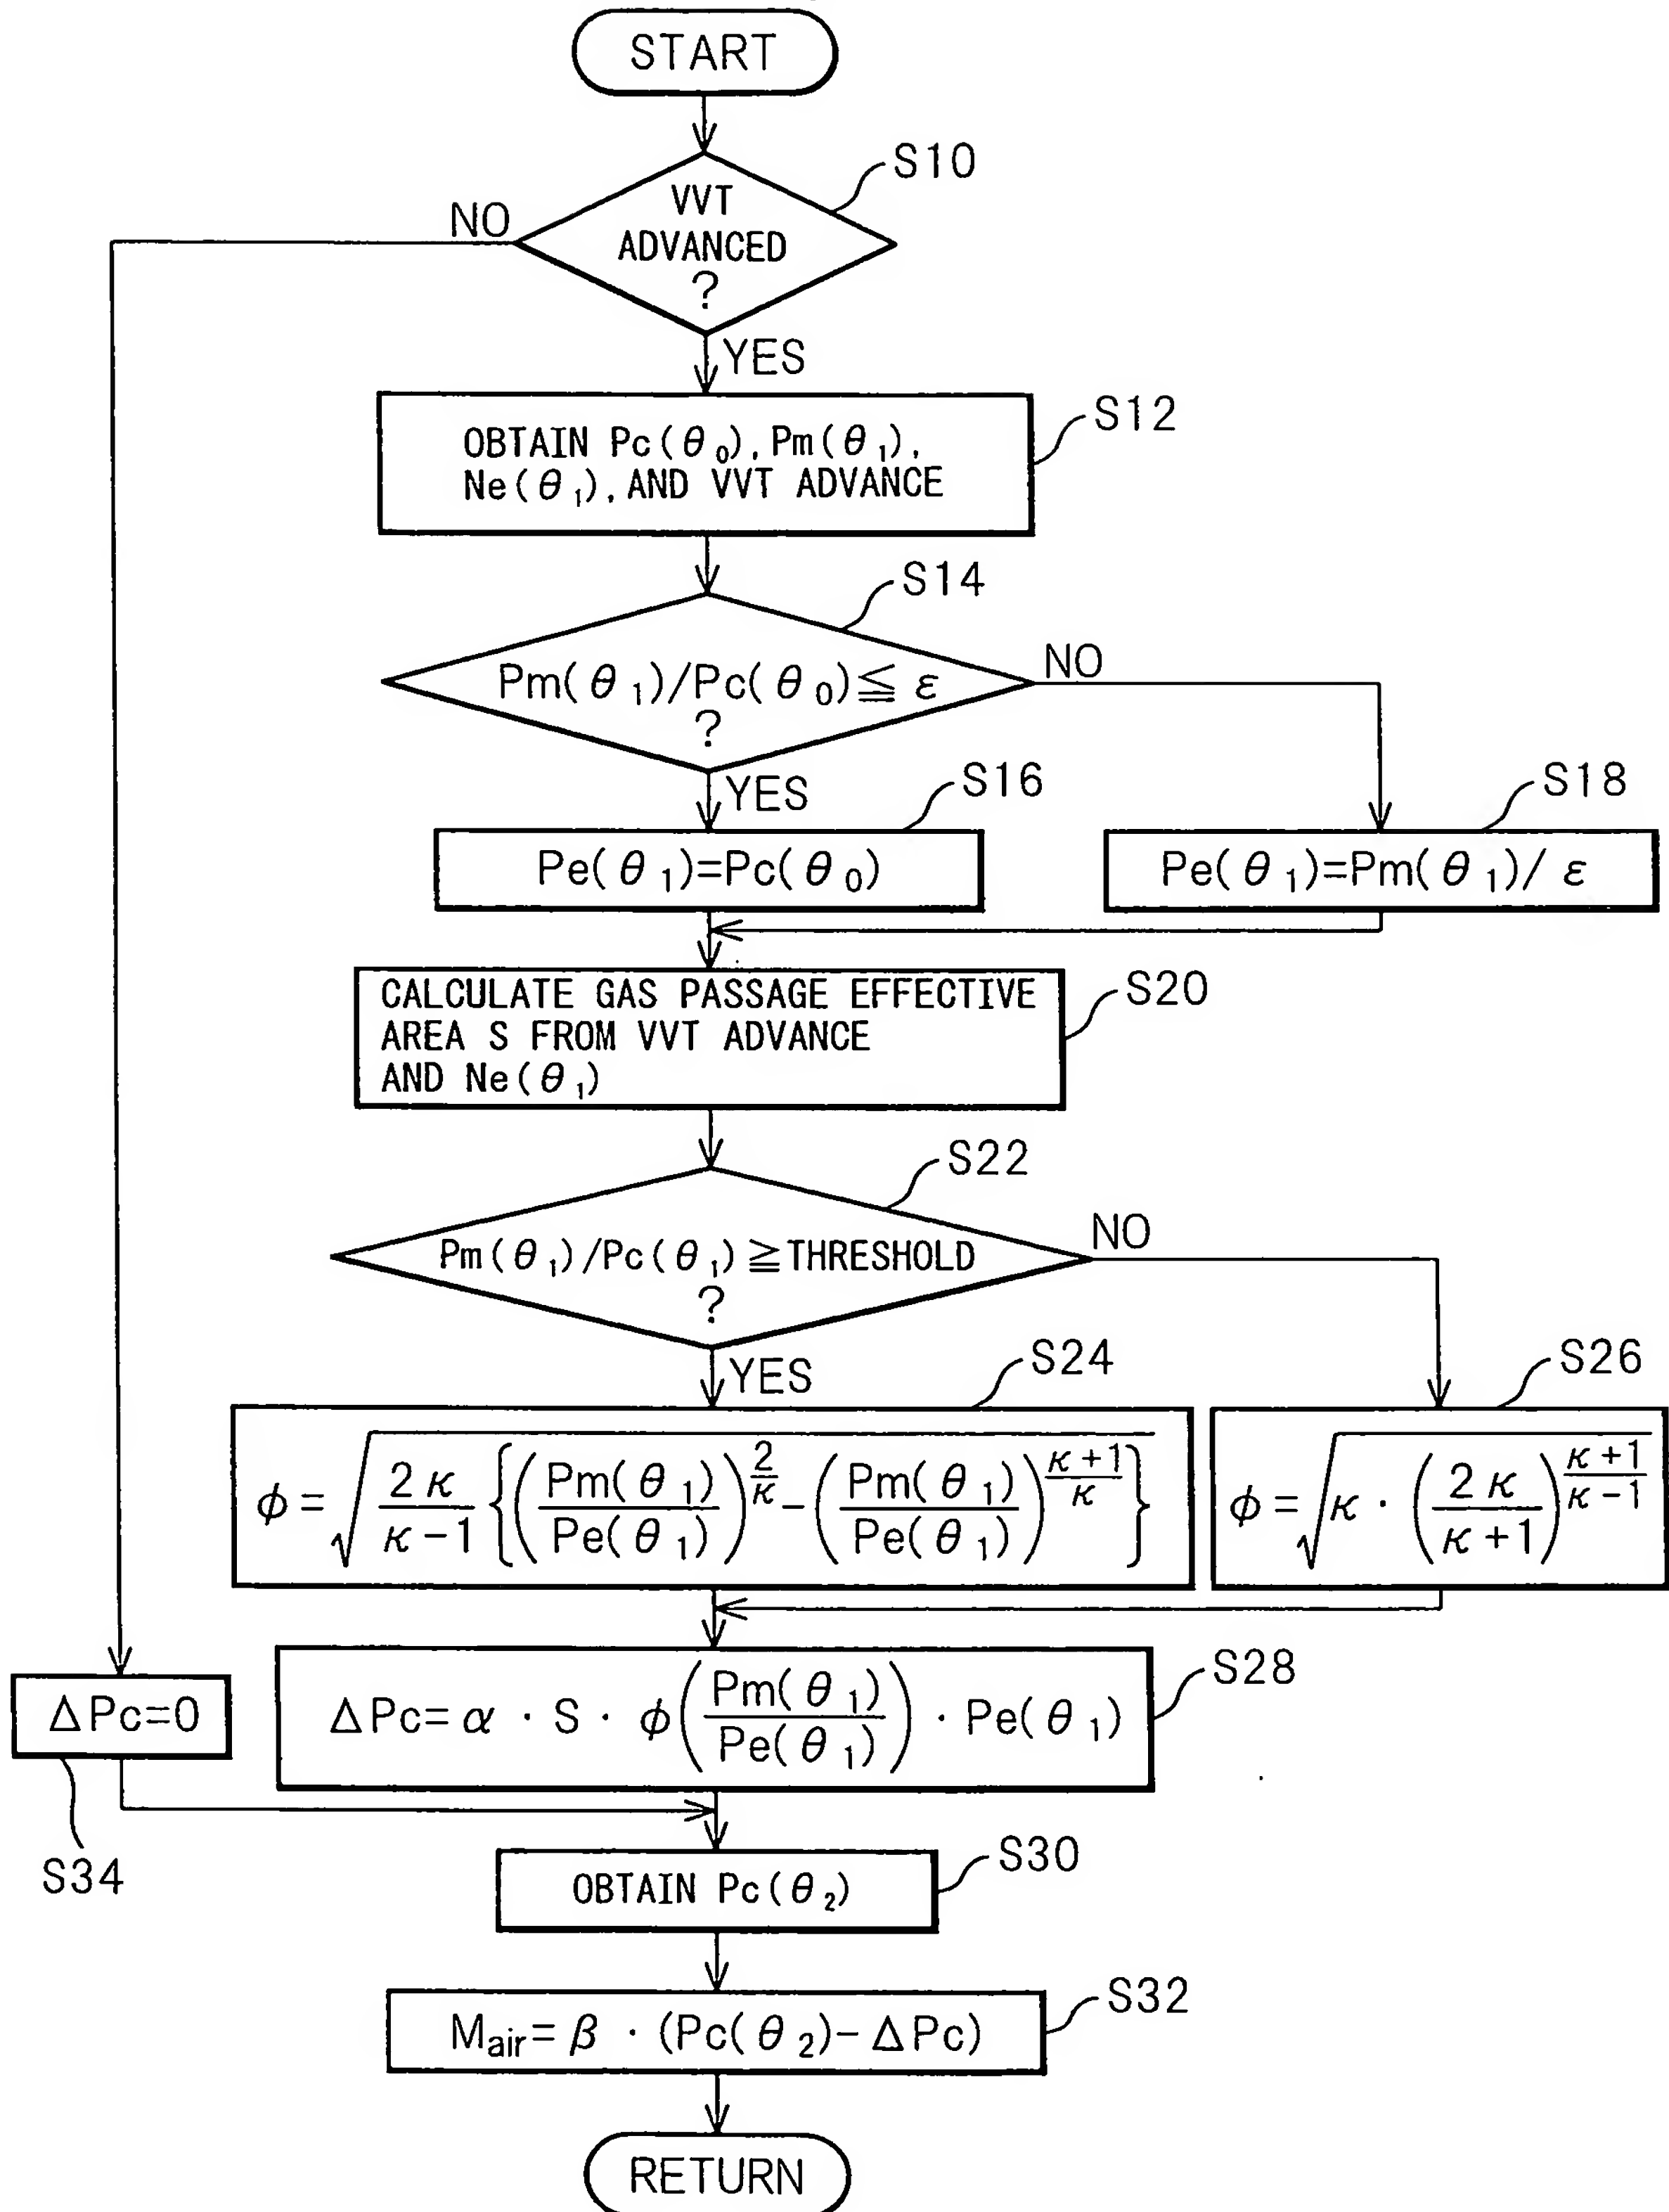 START
S10
VVT
ADVANCED
?
NO
YES
S12
OBTAIN Pc(θ₀), Pm(θ₁),
Ne(θ₁), AND VVT ADVANCE
S14
Pm(θ₁)/Pc(θ₀)≦ ε
?
NO
YES
S16
Pe(θ₁)=Pc(θ₀)
S18
Pe(θ₁)=Pm(θ₁)/ ε
S20
CALCULATE GAS PASSAGE EFFECTIVE
AREA S FROM VVT ADVANCE
AND Ne(θ₁)
S22
Pm(θ₁)/Pc(θ₁)≧THRESHOLD
?
NO
YES
S24
ϕ=√(2κ/(κ-1){(Pm(θ₁)/Pe(θ₁))^(2/κ)-(Pm(θ₁)/Pe(θ₁))^((κ+1)/κ)})
S26
ϕ=√(κ·(2κ/(κ+1))^((κ+1)/(κ-1)))
S28
ΔPc=α·S·ϕ(Pm(θ₁)/Pe(θ₁))·Pe(θ₁)
ΔPc=0
S34
S30
OBTAIN Pc(θ₂)
S32
Mair=β·(Pc(θ₂)-ΔPc)
RETURN